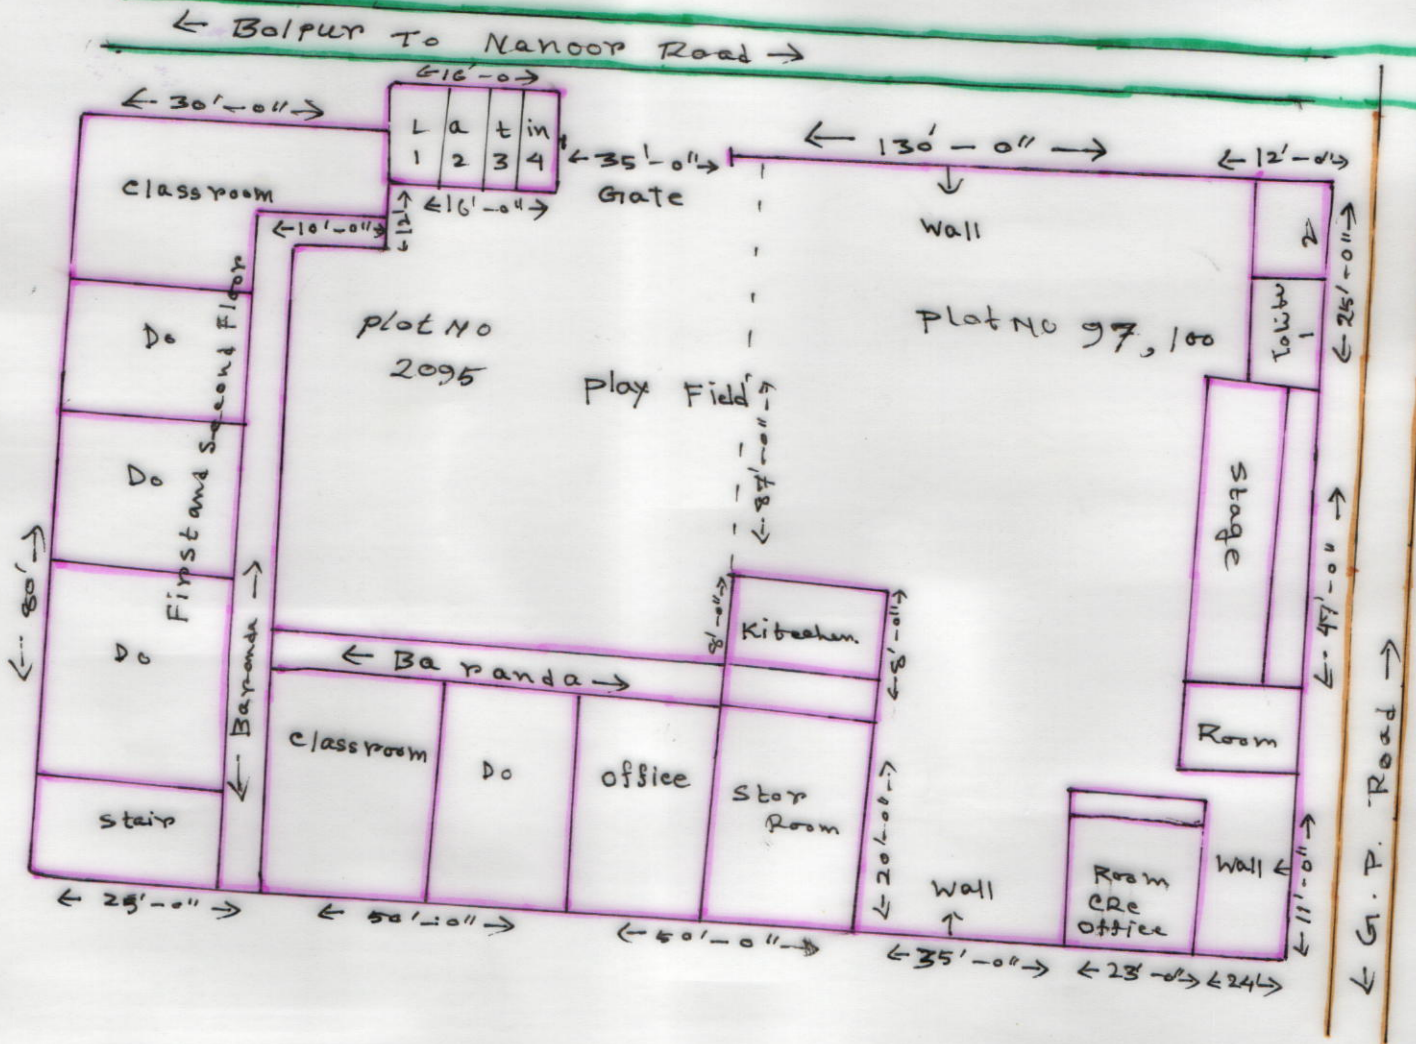 ← Bolpur To Nanoor Road →
←16'-0→
←30'-0"→
L a t in
1 2 3 4
←35'-0"→
Gate
← 130'-0" →
←12'-0"→
Classroom
←16'-0"→
←12'→
←10'-0"→
Wall
2
←25'-0"→
Plot No
2095
Plot No 97, 100
1
Do
Play Field
←87'-0"→
First and Second Floor
Do
Stage
←80'→
←47'-0"→
Do
←Baranda→
8'-0"→
Kitechen
←8'-0"→
← Baranda →
Room
Classroom
Do
Office
Stor
Room
←20'-0"→
Stair
Wall
Room
CRC
Office
Wall ←
←11'-0"→
← G. P. Road →
←25'-0"→
←50'-0"→
←50'-0"→
←35'-0"→
←23'-0"→
←24'→